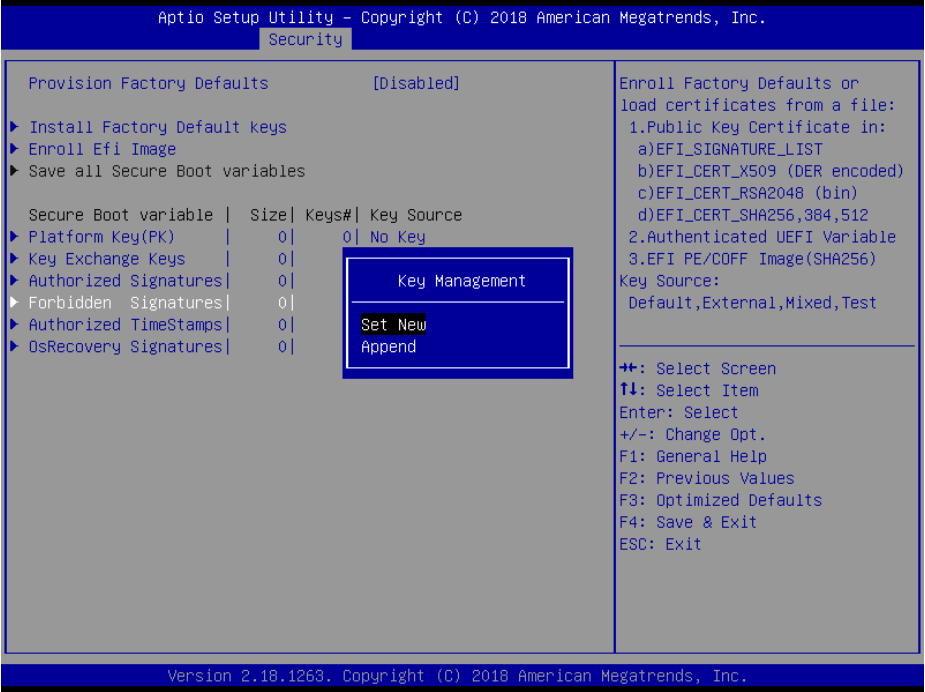 Aptio Setup Utility – Copyright (C) 2018 American Megatrends, Inc.
Security
Provision Factory Defaults [Disabled]
Install Factory Default keys
Enroll Efi Image
Save all Secure Boot variables
Secure Boot variable | Size| Keys#| Key Source
Platform Key(PK) | 0| 0| No Key
Key Exchange Keys | 0|
Authorized Signatures| 0|
Forbidden Signatures| 0|
Authorized TimeStamps| 0|
OsRecovery Signatures| 0|
Key Management
Set New
Append
Enroll Factory Defaults or
load certificates from a file:
1.Public Key Certificate in:
a)EFI_SIGNATURE_LIST
b)EFI_CERT_X509 (DER encoded)
c)EFI_CERT_RSA2048 (bin)
d)EFI_CERT_SHA256,384,512
2.Authenticated UEFI Variable
3.EFI PE/COFF Image(SHA256)
Key Source:
Default,External,Mixed,Test
→←: Select Screen
↑↓: Select Item
Enter: Select
+/-: Change Opt.
F1: General Help
F2: Previous Values
F3: Optimized Defaults
F4: Save & Exit
ESC: Exit
Version 2.18.1263. Copyright (C) 2018 American Megatrends, Inc.